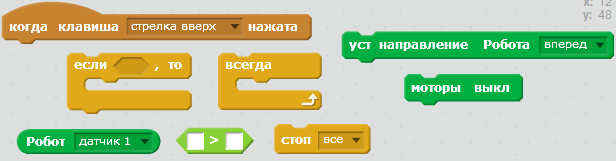 x: 12
y: 48
когда клавиша стрелка вверх нажата
уст направление Робота вперед
если , то
всегда
моторы выкл
Робот датчик 1
>
стоп все